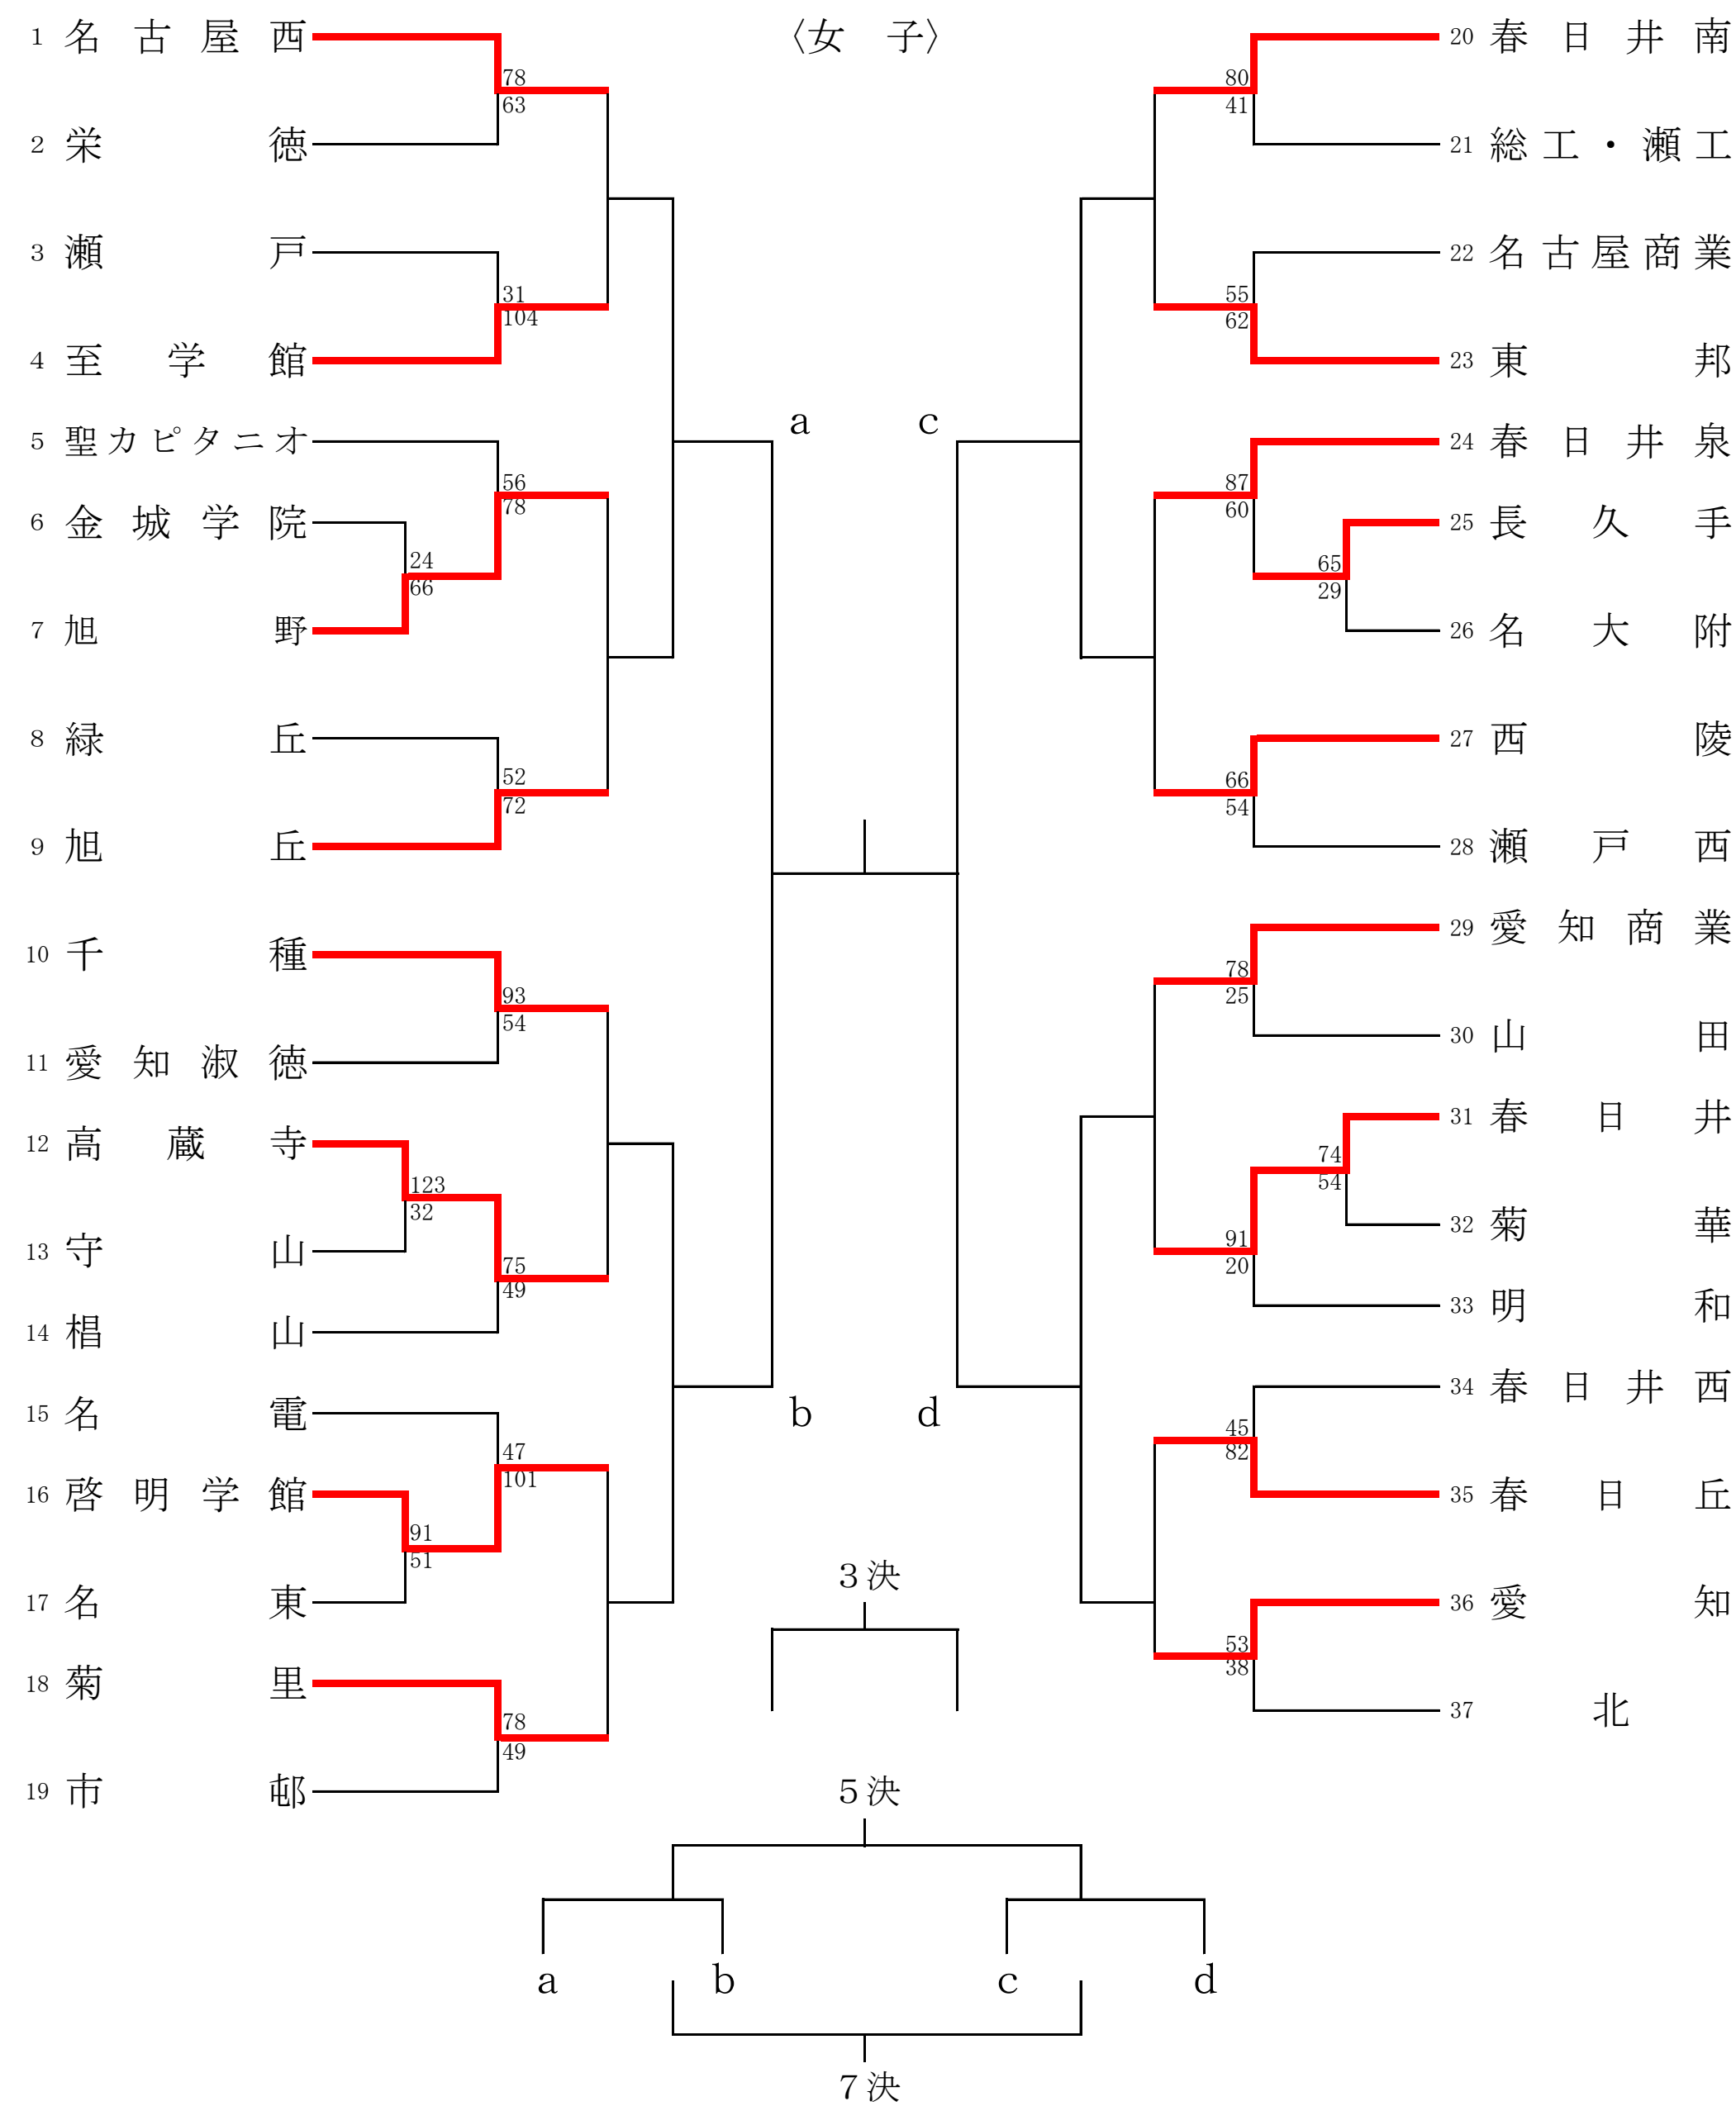 〈女　子〉
1 名古屋西
78
63
2 栄徳
3 瀬戸
31
104
4 至学館
5 聖カピタニオ
56
78
6 金城学院
24
66
7 旭野
8 緑丘
52
72
9 旭丘
10 千種
93
54
11 愛知淑徳
12 高蔵寺
123
32
13 守山
75
49
14 椙山
15 名電
47
101
16 啓明学館
91
51
17 名東
18 菊里
78
49
19 市邨
a
b
c
d
20 春日井南
80
41
21 総工・瀬工
22 名古屋商業
55
62
23 東邦
24 春日井泉
87
60
25 長久手
65
29
26 名大附
27 西陵
66
54
28 瀬戸西
29 愛知商業
78
25
30 山田
31 春日井
74
54
32 菊華
91
20
33 明和
34 春日井西
45
82
35 春日丘
36 愛知
53
38
37 北
３決
５決
a b c d
７決